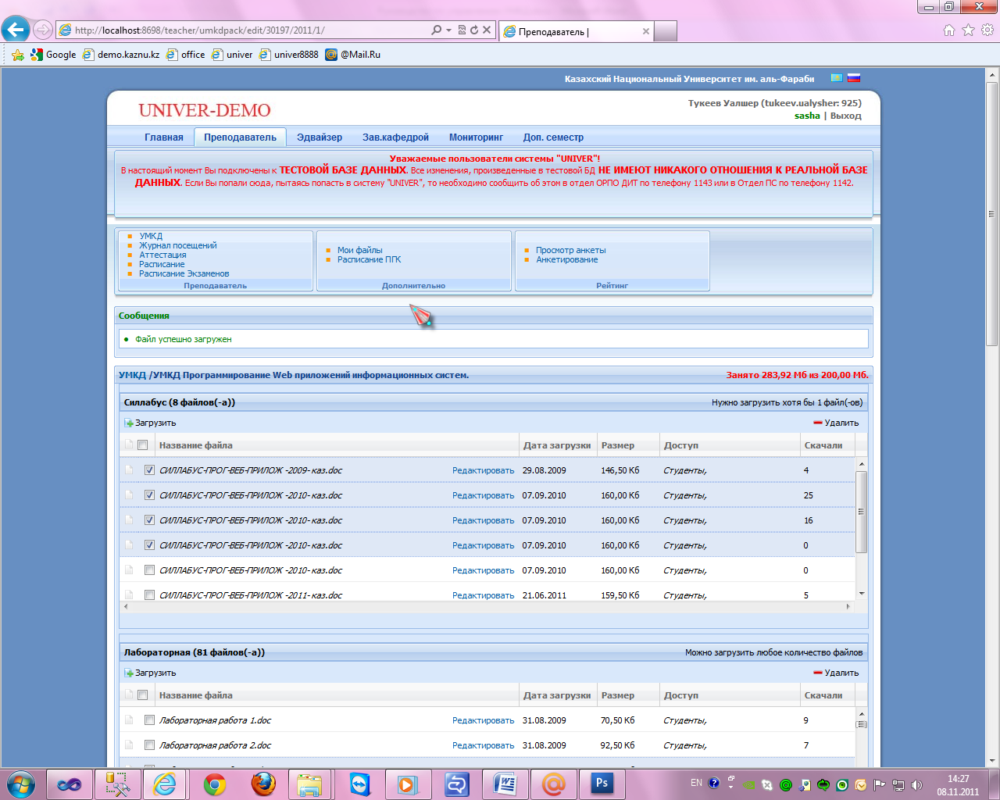 http://localhost:8698/teacher/umkdpack/edit/30197/2011/1/
Преподаватель |
Google
demo.kaznu.kz
office
univer
univer8888
@Mail.Ru
Казахский Национальный Университет им. аль-Фараби
UNIVER-DEMO
Тукеев Уалшер (tukeev.ualysher: 925)
sasha | Выход
Главная Преподаватель Эдвайзер Зав.кафедрой Мониторинг Доп. семестр
Уважаемые пользователи системы "UNIVER"!
В настоящий момент Вы подключены к ТЕСТОВОЙ БАЗЕ ДАННЫХ. Все изменения, произведенные в тестовой БД НЕ ИМЕЮТ НИКАКОГО ОТНОШЕНИЯ К РЕАЛЬНОЙ БАЗЕ
ДАННЫХ. Если Вы попали сюда, пытаясь попасть в систему "UNIVER", то необходимо сообщить об этом в отдел ОРПО ДИТ по телефону 1143 или в Отдел ПС по телефону 1142.
УМКД
Журнал посещений
Аттестация
Расписание
Расписание Экзаменов
Преподаватель
Мои файлы
Расписание ПГК
Дополнительно
Просмотр анкеты
Анкетирование
Рейтинг
Сообщения
Файл успешно загружен
УМКД /УМКД Программирование Web приложений информационных систем.
Занято 283,92 Мб из 200,00 Мб.
Силлабус (8 файлов(-а))
Нужно загрузить хотя бы 1 файл(-ов)
Загрузить
Удалить
Название файла Дата загрузки Размер Доступ Скачали
СИЛЛАБУС-ПРОГ-ВЕБ-ПРИЛОЖ -2009- каз.doc Редактировать 29.08.2009 146,50 Кб Студенты, 4
СИЛЛАБУС-ПРОГ-ВЕБ-ПРИЛОЖ -2010- каз.doc Редактировать 07.09.2010 160,00 Кб Студенты, 25
СИЛЛАБУС-ПРОГ-ВЕБ-ПРИЛОЖ -2010- каз.doc Редактировать 07.09.2010 160,00 Кб Студенты, 16
СИЛЛАБУС-ПРОГ-ВЕБ-ПРИЛОЖ -2010- каз.doc Редактировать 07.09.2010 160,00 Кб Студенты, 0
СИЛЛАБУС-ПРОГ-ВЕБ-ПРИЛОЖ -2010- каз.doc Редактировать 07.09.2010 160,00 Кб Студенты, 0
СИЛЛАБУС-ПРОГ-ВЕБ-ПРИЛОЖ -2011- каз.doc Редактировать 21.06.2011 159,50 Кб Студенты, 5
Лабораторная (81 файлов(-а))
Можно загрузить любое количество файлов
Загрузить
Удалить
Название файла Дата загрузки Размер Доступ Скачали
Лабораторная работа 1.doc Редактировать 31.08.2009 70,50 Кб Студенты, 9
Лабораторная работа 2.doc Редактировать 31.08.2009 92,50 Кб Студенты, 7
Ps
EN
14:27
08.11.2011